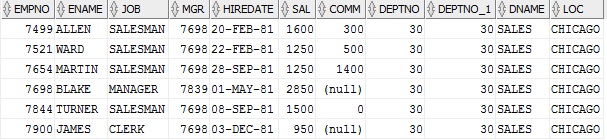 EMPNO ENAME JOB MGR HIREDATE SAL COMM DEPTNO DEPTNO_1 DNAME LOC
7499 ALLEN SALESMAN 7698 20-FEB-81 1600 300 30 30 SALES CHICAGO
7521 WARD SALESMAN 7698 22-FEB-81 1250 500 30 30 SALES CHICAGO
7654 MARTIN SALESMAN 7698 28-SEP-81 1250 1400 30 30 SALES CHICAGO
7698 BLAKE MANAGER 7839 01-MAY-81 2850 (null) 30 30 SALES CHICAGO
7844 TURNER SALESMAN 7698 08-SEP-81 1500 0 30 30 SALES CHICAGO
7900 JAMES CLERK 7698 03-DEC-81 950 (null) 30 30 SALES CHICAGO